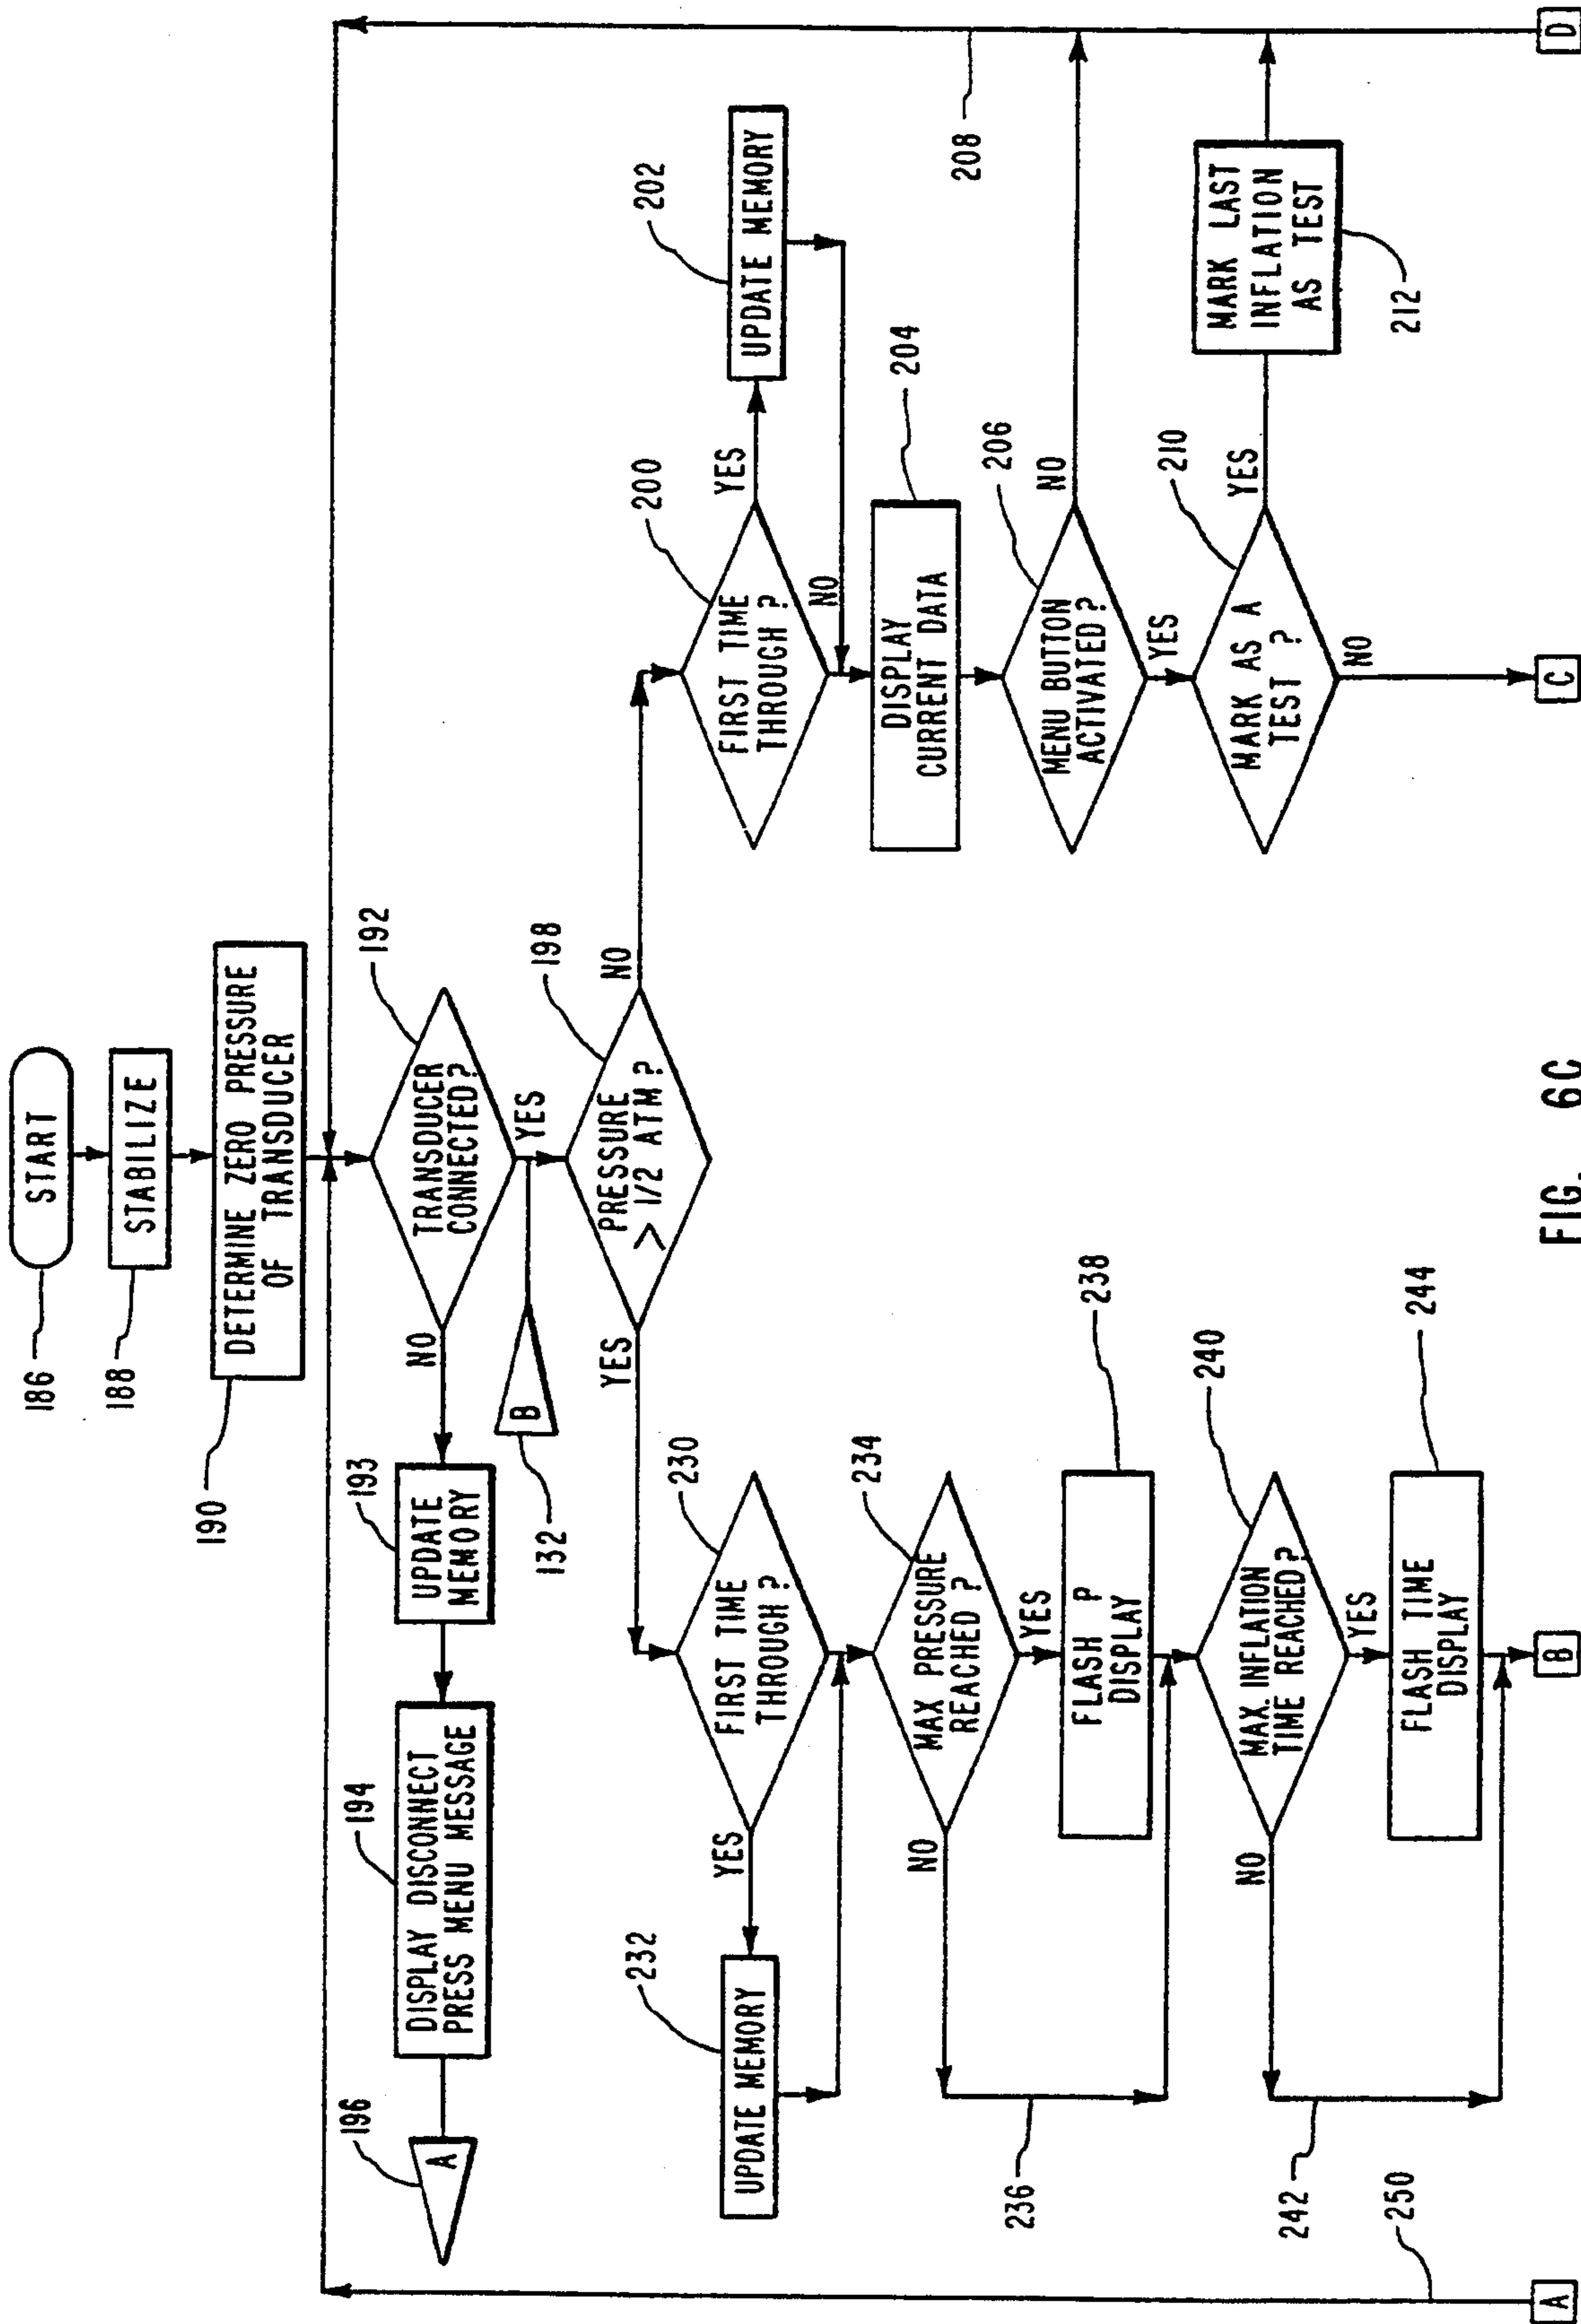 186
START
188
STABILIZE
190
DETERMINE ZERO PRESSURE
OF TRANSDUCER
192
TRANSDUCER
CONNECTED?
NO
YES
193
UPDATE
MEMORY
194
DISPLAY DISCONNECT
PRESS MENU MESSAGE
196
A
B
132
198
PRESSURE
> 1/2 ATM ?
YES
NO
230
FIRST TIME
THROUGH ?
YES
232
UPDATE MEMORY
234
MAX PRESSURE
REACHED ?
NO
YES
236
238
FLASH P
DISPLAY
240
MAX. INFLATION
TIME REACHED?
NO
YES
242
244
FLASH TIME
DISPLAY
250
A
B
200
FIRST TIME
THROUGH ?
YES
NO
202
UPDATE MEMORY
204
DISPLAY
CURRENT DATA
206
MENU BUTTON
ACTIVATED?
NO
YES
208
210
MARK AS A
TEST ?
YES
NO
MARK LAST
INFLATION
AS TEST
212
C
D
FIG. 6C